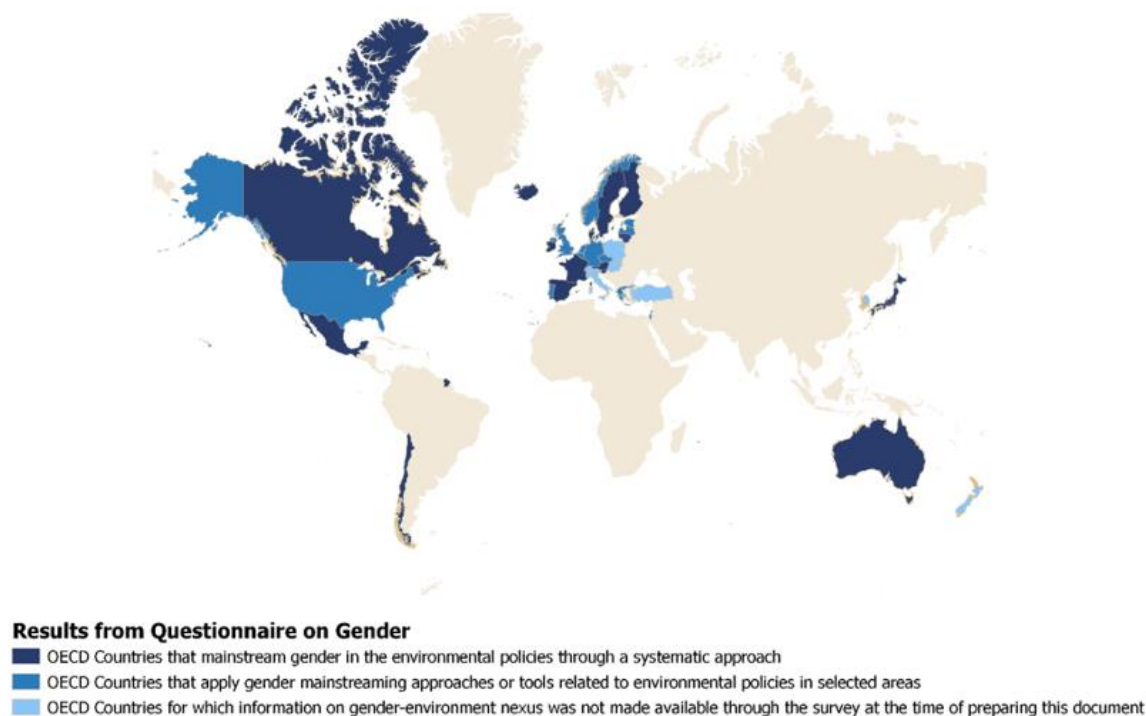 Results from Questionnaire on Gender
OECD Countries that mainstream gender in the environmental policies through a systematic approach
OECD Countries that apply gender mainstreaming approaches or tools related to environmental policies in selected areas
OECD Countries for which information on gender-environment nexus was not made available through the survey at the time of preparing this document